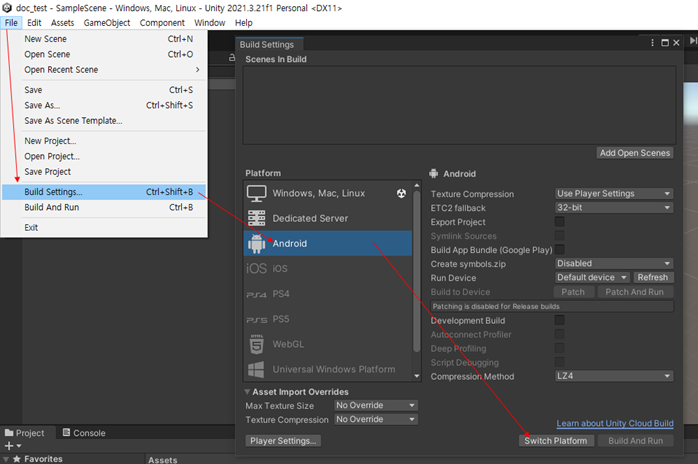 doc_test - SampleScene - Windows, Mac, Linux - Unity 2021.3.21f1 Personal <DX11>
File Edit Assets GameObject Component Window Help
New Scene Ctrl+N
Open Scene Ctrl+O
Open Recent Scene
Save Ctrl+S
Save As... Ctrl+Shift+S
Save As Scene Template...
New Project...
Open Project...
Save Project
Build Settings... Ctrl+Shift+B
Build And Run Ctrl+B
Exit
Build Settings
Scenes In Build
Add Open Scenes
Platform
Windows, Mac, Linux
Dedicated Server
Android
iOS iOS
PS4 PS4
PS5 PS5
HTML 5 WebGL
Universal Windows Platform
Android
Texture Compression Use Player Settings
ETC2 fallback 32-bit
Export Project
Symlink Sources
Build App Bundle (Google Play)
Create symbols.zip Disabled
Run Device Default device Refresh
Build to Device Patch Patch And Run
Patching is disabled for Release builds
Development Build
Autoconnect Profiler
Deep Profiling
Script Debugging
Compression Method LZ4
Asset Import Overrides
Max Texture Size No Override
Texture Compression No Override
Learn about Unity Cloud Build
Player Settings... Switch Platform Build And Run
Project Console
Favorites Assets